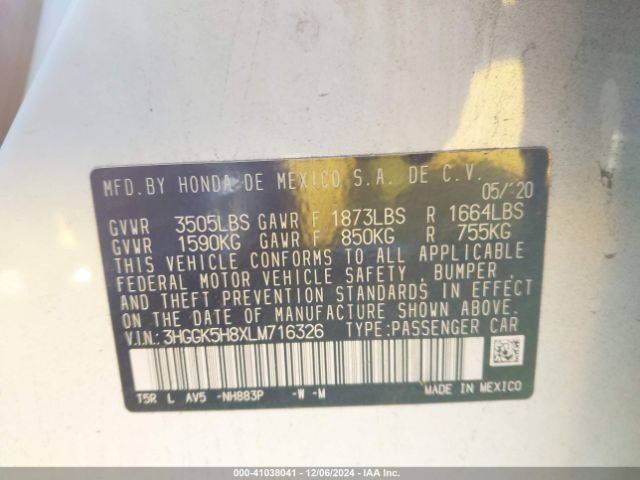 MFD. BY HONDA DE MEXICO S.A. DE C.V.
05/'20
GVWR 3505LBS GAWR F 1873LBS R 1664LBS
GVWR 1590KG GAWR F 850KG R 755KG
THIS VEHICLE CONFORMS TO ALL APPLICABLE
FEDERAL MOTOR VEHICLE SAFETY, BUMPER,
AND THEFT PREVENTION STANDARDS IN EFFECT
ON THE DATE OF MANUFACTURE SHOWN ABOVE.
V.I.N.: 3HGGK5H8XLM716326 TYPE: PASSENGER CAR
T5R L AV5 -NH883P -W -M
MADE IN MEXICO
000-41038041 / 12/06/2024 / IAA Inc.